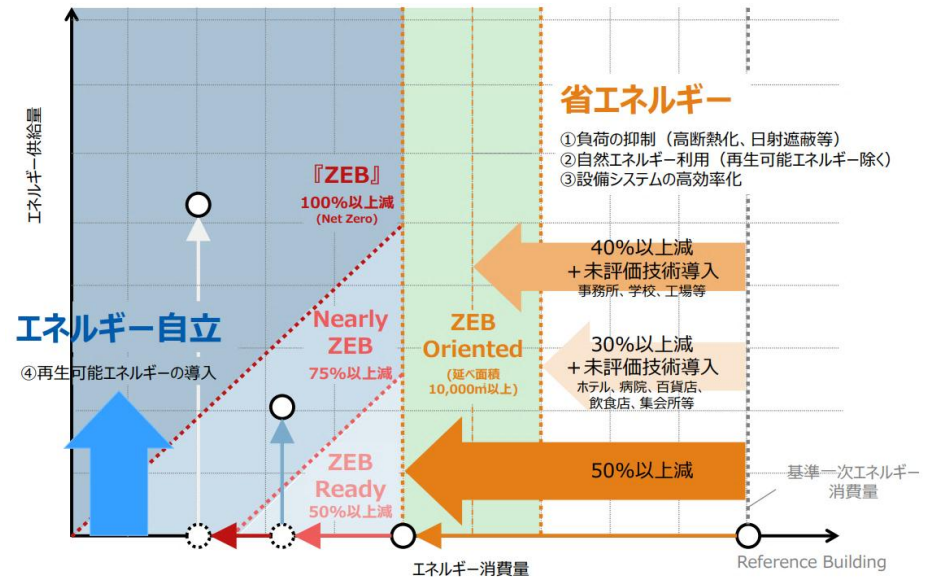 エネルギー供給量
省エネルギー
①負荷の抑制（高断熱化、日射遮蔽等）
②自然エネルギー利用（再生可能エネルギー除く）
③設備システムの高効率化
『ZEB』
100%以上減
(Net Zero)
40%以上減
＋未評価技術導入
事務所、学校、工場等
エネルギー自立
④再生可能エネルギーの導入
Nearly
ZEB
75%以上減
ZEB
Oriented
(延べ面積
10,000㎡以上)
30%以上減
＋未評価技術導入
ホテル、病院、百貨店、
飲食店、集会所等
ZEB
Ready
50%以上減
50%以上減
基準一次エネルギー
消費量
Reference Building
エネルギー消費量